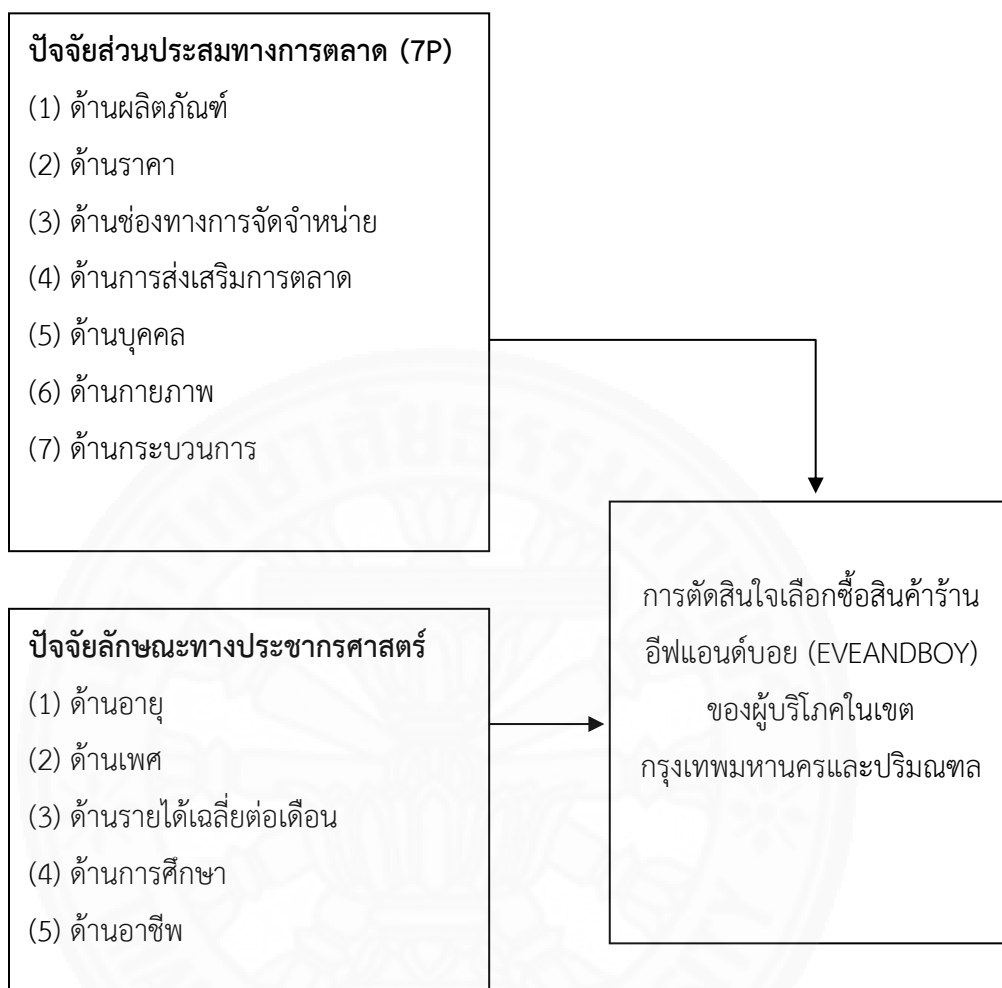 ปัจจัยส่วนประสมทางการตลาด (7P)
(1) ด้านผลิตภัณฑ์
(2) ด้านราคา
(3) ด้านช่องทางการจัดจำหน่าย
(4) ด้านการส่งเสริมการตลาด
(5) ด้านบุคคล
(6) ด้านกายภาพ
(7) ด้านกระบวนการ
ปัจจัยลักษณะทางประชากรศาสตร์
(1) ด้านอายุ
(2) ด้านเพศ
(3) ด้านรายได้เฉลี่ยต่อเดือน
(4) ด้านการศึกษา
(5) ด้านอาชีพ
การตัดสินใจเลือกซื้อสินค้าร้าน
อีฟแอนด์บอย (EVEANDBOY)
ของผู้บริโภคในเขต
กรุงเทพมหานครและปริมณฑล